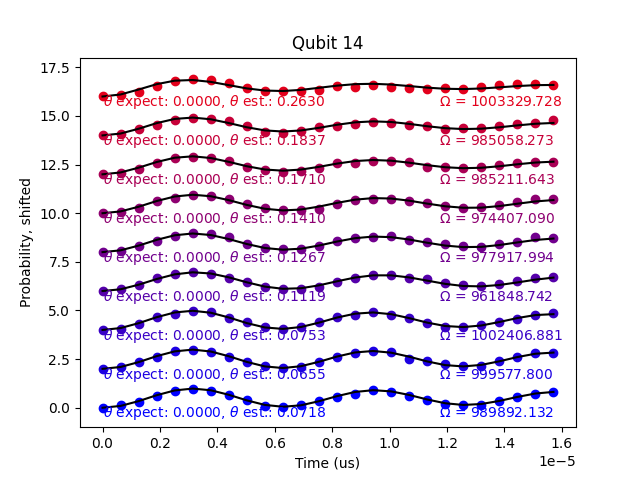 Qubit 14
17.5
θ expect: 0.0000, θ est.: 0.2630 Ω = 1003329.728
15.0
θ expect: 0.0000, θ est.: 0.1837 Ω = 985058.273
12.5
θ expect: 0.0000, θ est.: 0.1710 Ω = 985211.643
10.0
θ expect: 0.0000, θ est.: 0.1410 Ω = 974407.090
7.5
θ expect: 0.0000, θ est.: 0.1267 Ω = 977917.994
θ expect: 0.0000, θ est.: 0.1119 Ω = 961848.742
5.0
θ expect: 0.0000, θ est.: 0.0753 Ω = 1002406.881
2.5
θ expect: 0.0000, θ est.: 0.0655 Ω = 999577.800
0.0
θ expect: 0.0000, θ est.: 0.0718 Ω = 989892.132
Probability, shifted
0.0 0.2 0.4 0.6 0.8 1.0 1.2 1.4 1.6
1e−5
Time (us)